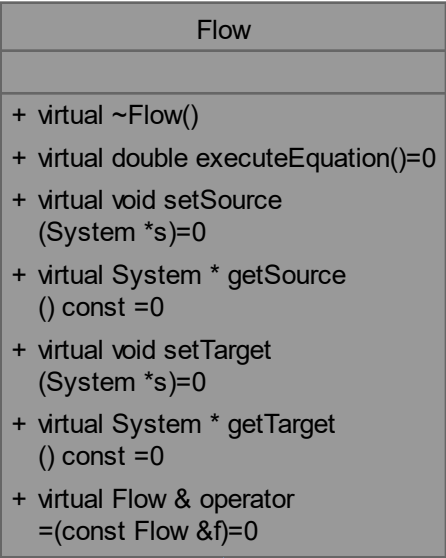 Flow
+ virtual ~Flow()
+ virtual double executeEquation()=0
+ virtual void setSource
(System *s)=0
+ virtual System * getSource
() const =0
+ virtual void setTarget
(System *s)=0
+ virtual System * getTarget
() const =0
+ virtual Flow & operator
=(const Flow &f)=0